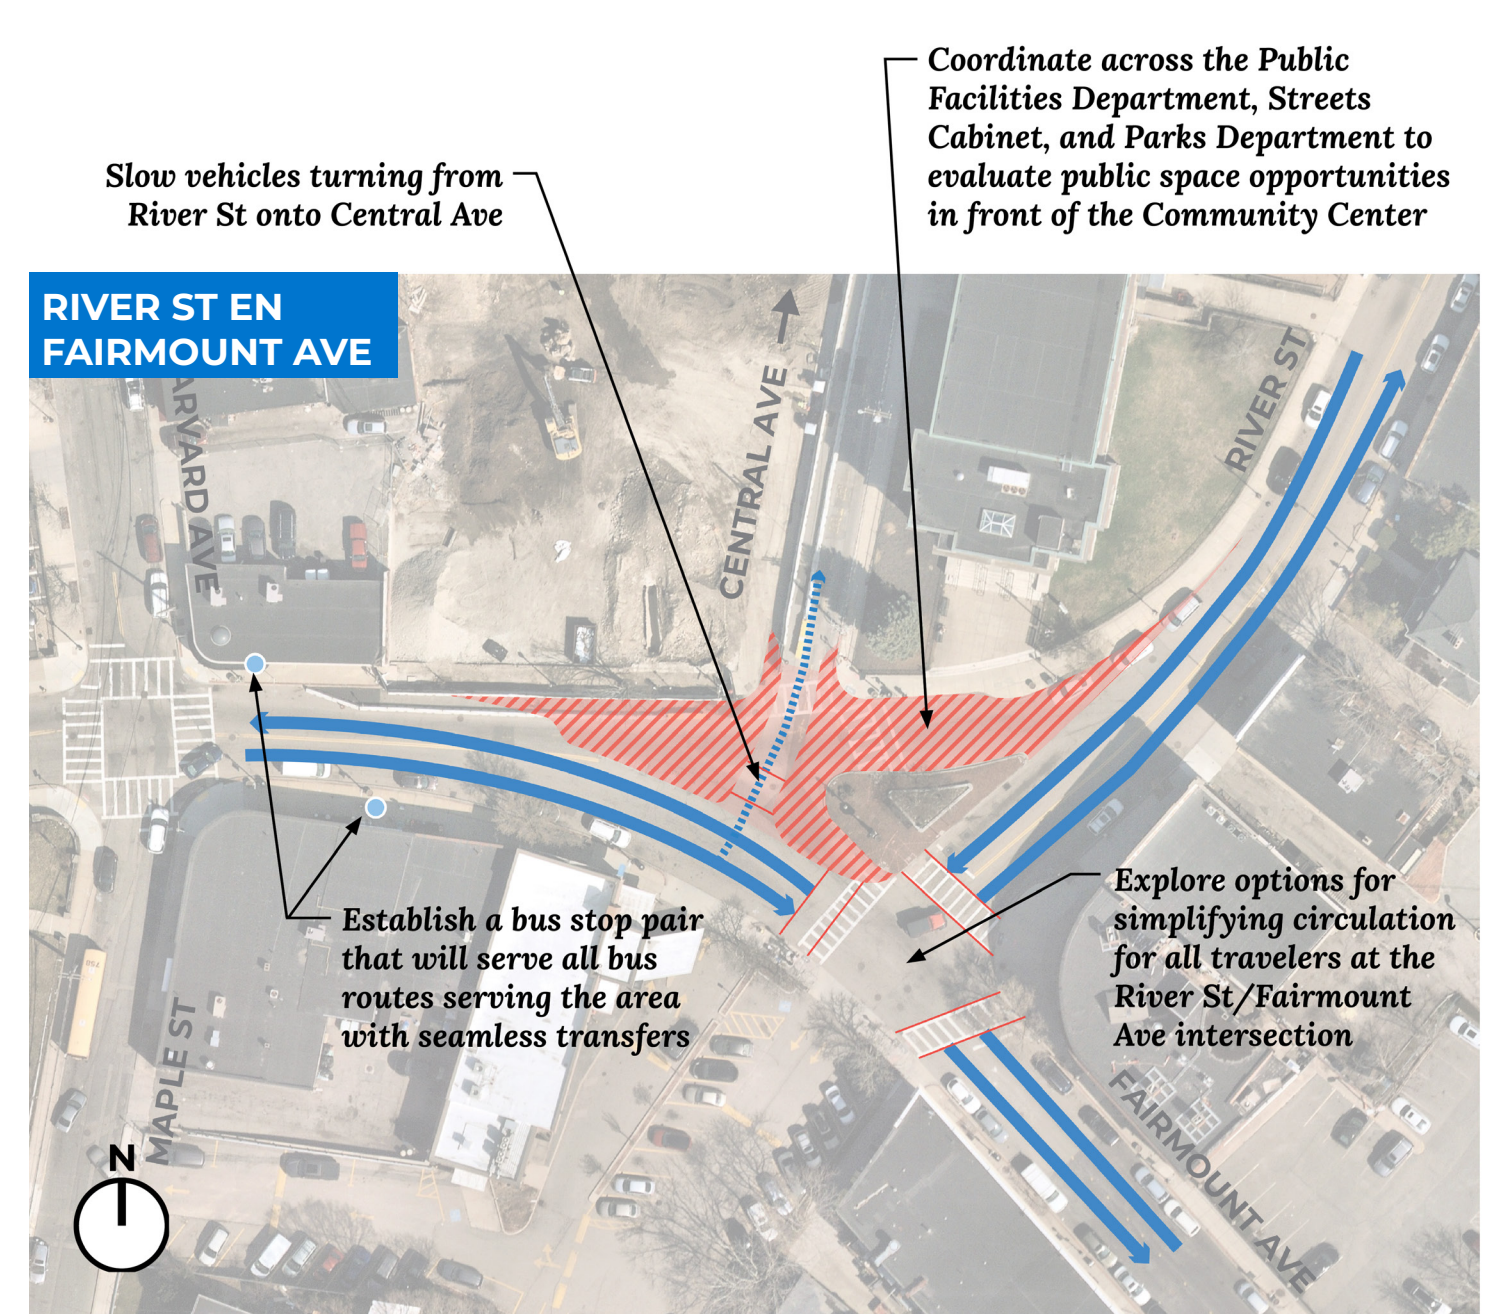 Coordinate across the Public
Facilities Department, Streets
Cabinet, and Parks Department to
evaluate public space opportunities
in front of the Community Center
Slow vehicles turning from
River St onto Central Ave
RIVER ST EN
FAIRMOUNT AVE
ARVARD AVE
CENTRAL AVE
RIVER ST
Establish a bus stop pair
that will serve all bus
routes serving the area
with seamless transfers
Explore options for
simplifying circulation
for all travelers at the
River St/Fairmount
Ave intersection
MAPLE ST
FAIRMOUNT AVE
N